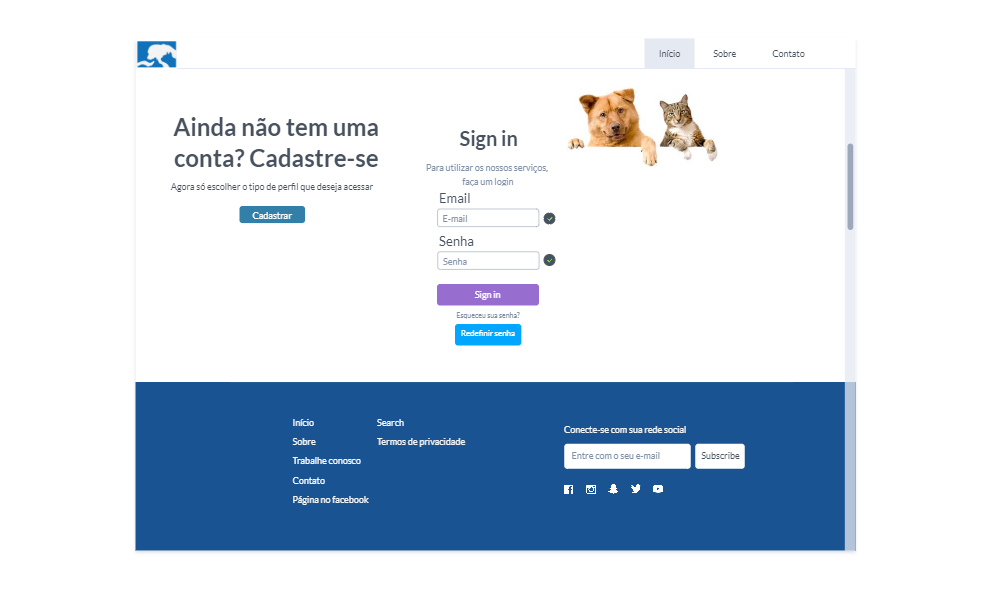 Início
Sobre
Contato
Ainda não tem uma
conta? Cadastre-se
Agora só escolher o tipo de perfil que deseja acessar
Cadastrar
Sign in
Para utilizar os nossos serviços,
faça um login
Email
E-mail
Senha
Senha
Sign in
Esqueceu sua senha?
Redefinir senha
Início
Sobre
Trabalhe conosco
Contato
Página no facebook
Search
Termos de privacidade
Conecte-se com sua rede social
Entre com o seu e-mail
Subscribe